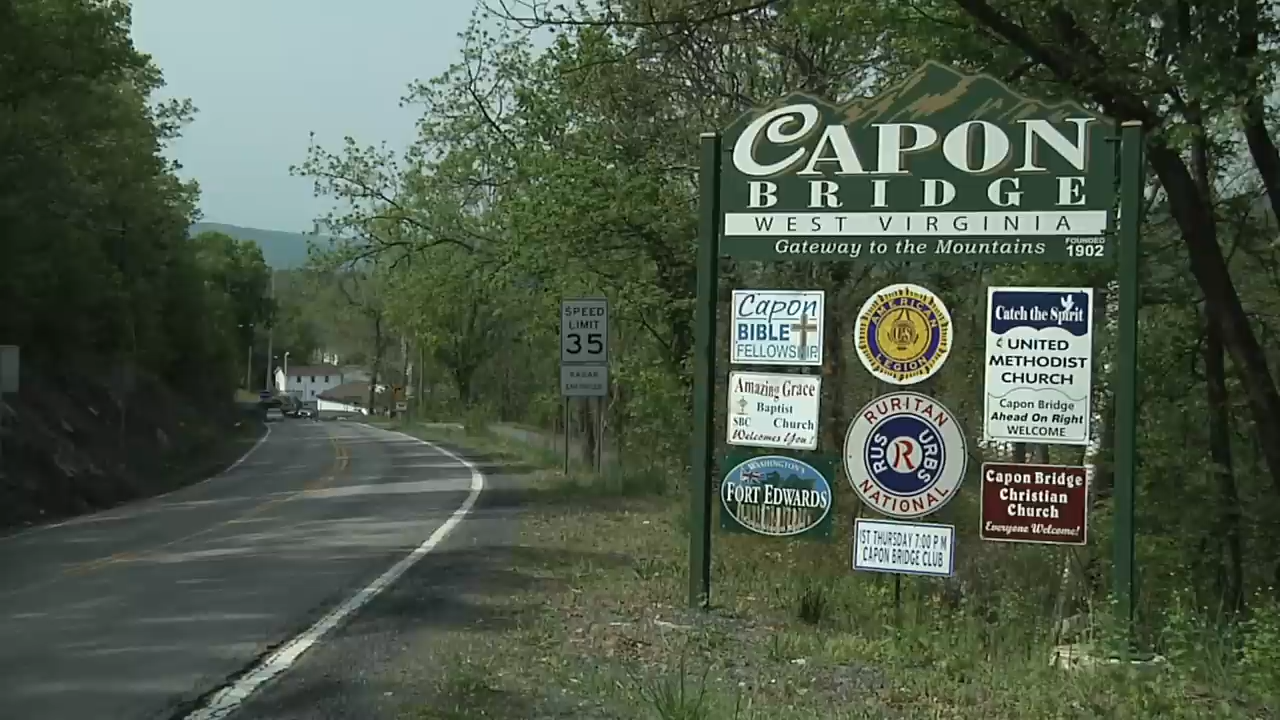 CAPON
BRIDGE
WEST VIRGINIA
Gateway to the Mountains
FOUNDED
1902
SPEED
LIMIT
35
RADAR
Capon
BIBLE
FELLOWSHIP
AMERICAN
LEGION
Catch the Spirit
UNITED
METHODIST
CHURCH
Capon Bridge
Ahead On Right
WELCOME
Amazing Grace
Baptist
SBC Church
Welcomes You!
RURITAN
RUS R URBS
NATIONAL
WASHINGTON'S
FORT EDWARDS
Capon Bridge
Christian
Church
Everyone Welcome!
1ST THURSDAY 7:00 P M
CAPON BRIDGE CLUB